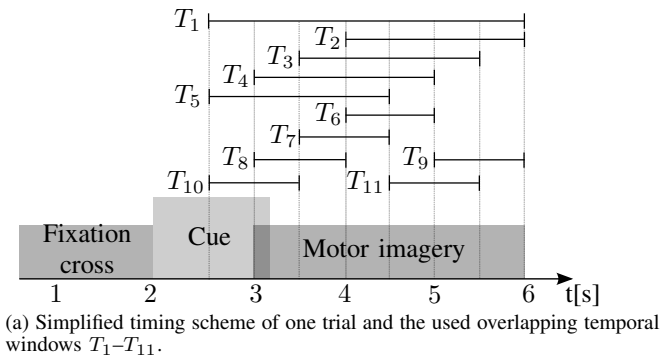 T1
T2
T3
T4
T5
T6
T7
T8 T9
T10 T11
Fixation cross Cue Motor imagery
1 2 3 4 5 6 t[s]
(a) Simplified timing scheme of one trial and the used overlapping temporal
windows T1–T11.